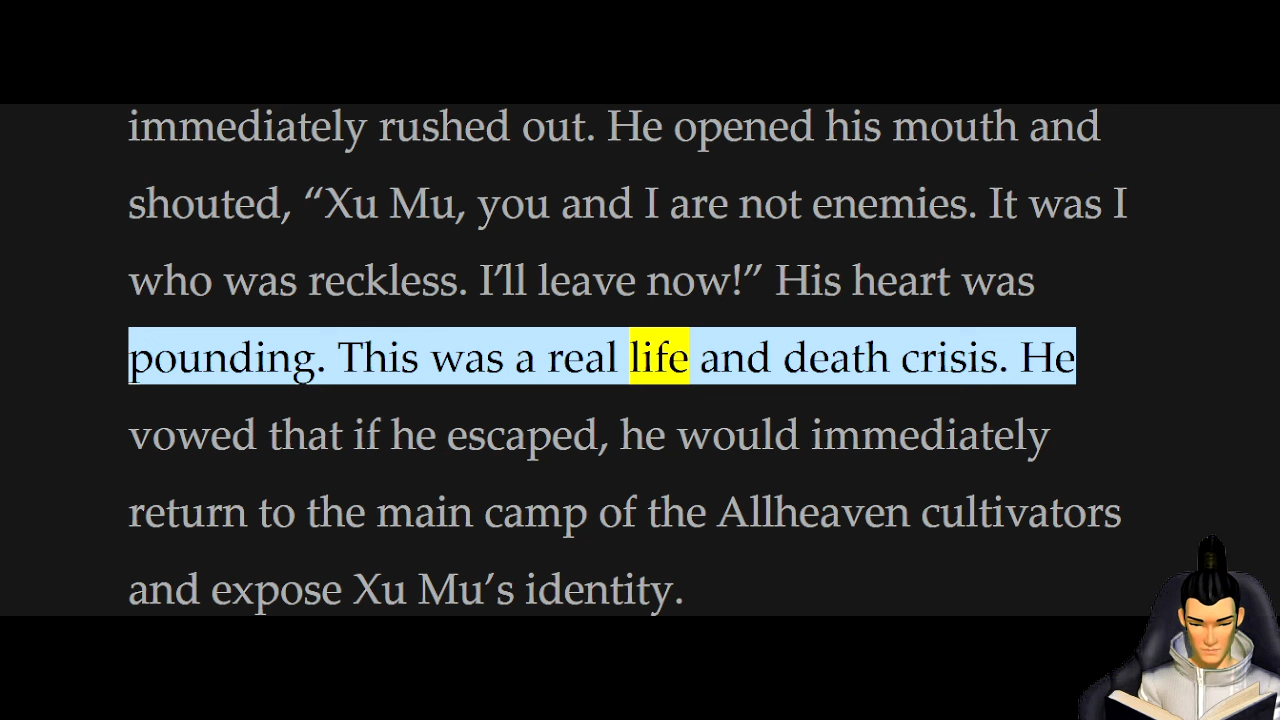 immediately rushed out. He opened his mouth and
shouted, “Xu Mu, you and I are not enemies. It was I
who was reckless. I’ll leave now!” His heart was
pounding. This was a real life and death crisis. He
vowed that if he escaped, he would immediately
return to the main camp of the Allheaven cultivators
and expose Xu Mu’s identity.